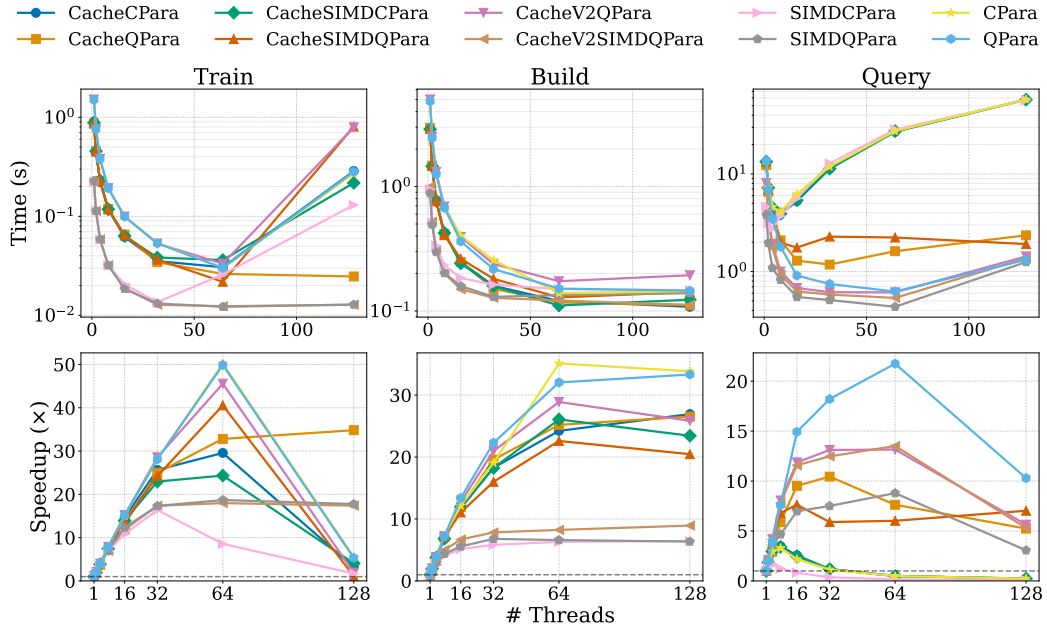 CacheCPara CacheSIMDCPara CacheV2QPara SIMDCPara CPara
CacheQPara CacheSIMDQPara CacheV2SIMDQPara SIMDQPara QPara
Train Build Query
Time (s)
10⁰
10⁻¹
10⁻²
0 50 100
10⁰
10⁻¹
0 50 100
10¹
10⁰
0 50 100
Speedup (×)
50
40
30
20
10
0
1 16 32 64 128
30
20
10
0
1 16 32 64 128
20
15
10
5
0
1 16 32 64 128
# Threads